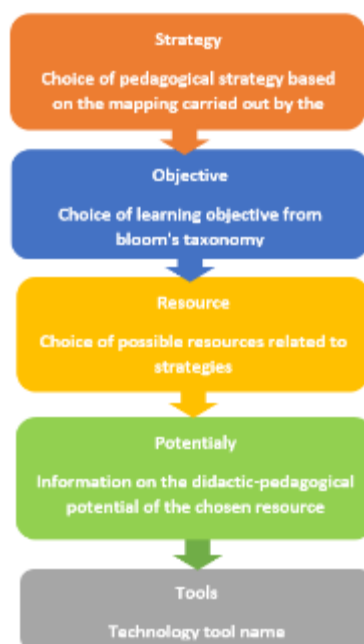 Strategy
Choice of pedagogical strategy based
on the mapping carried out by the
Objective
Choice of learning objective from
bloom's taxonomy
Resource
Choice of possible resources related to
strategies
Potentialy
Information on the didactic-pedagogical
potential of the chosen resource
Tools
Technology tool name